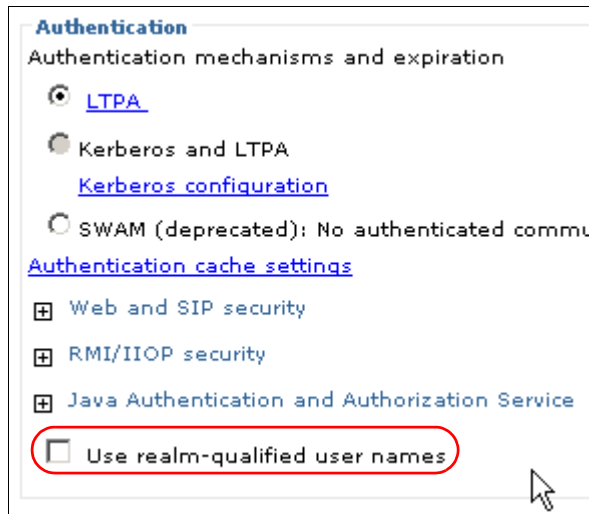 Authentication
Authentication mechanisms and expiration
LTPA
Kerberos and LTPA
Kerberos configuration
SWAM (deprecated): No authenticated commu
Authentication cache settings
Web and SIP security
RMI/IIOP security
Java Authentication and Authorization Service
Use realm-qualified user names